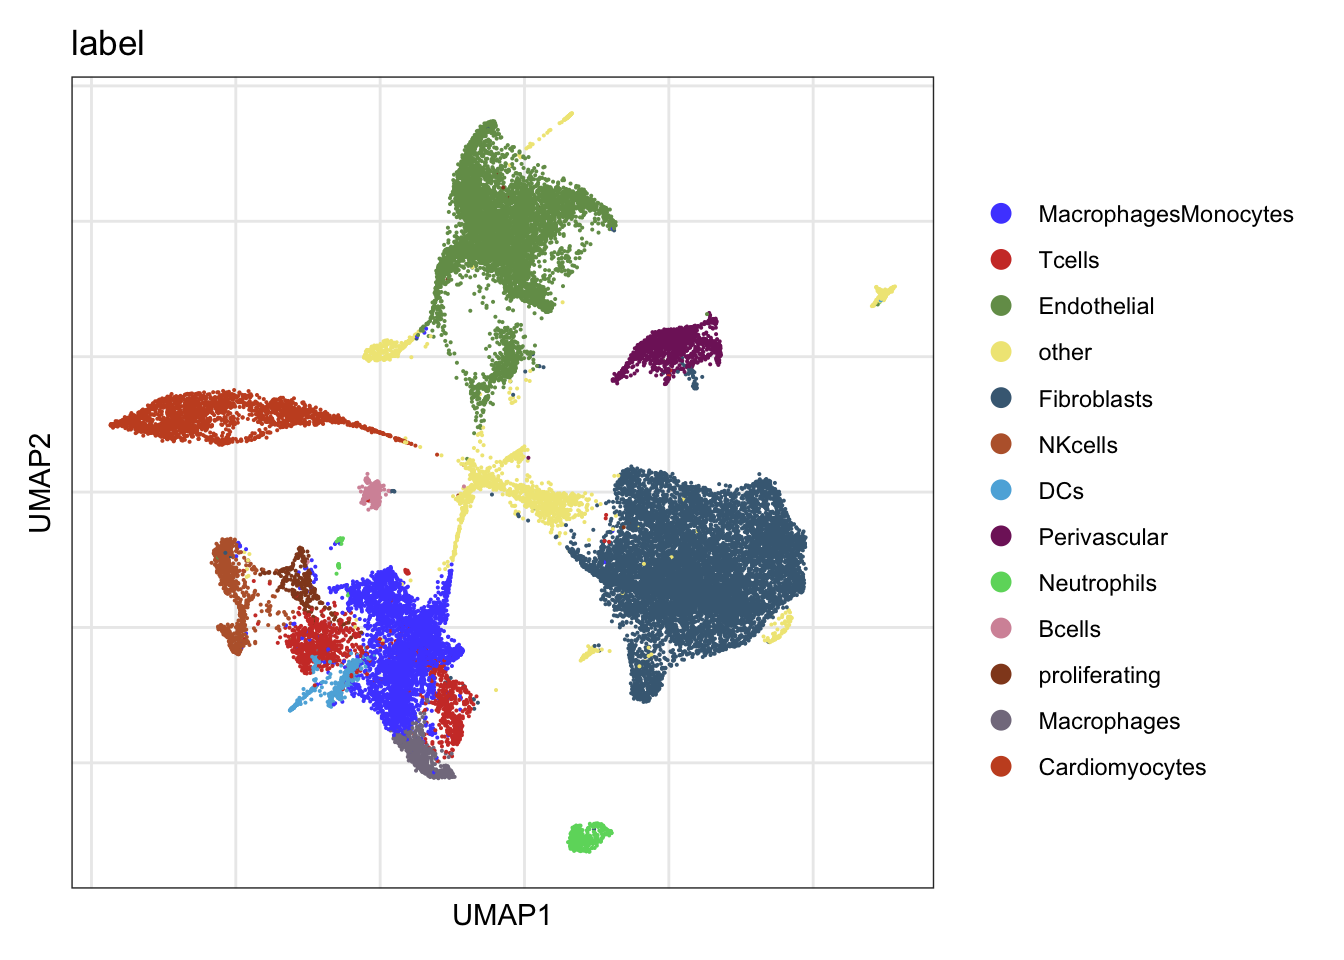 label
UMAP2
UMAP1
MacrophagesMonocytes
Tcells
Endothelial
other
Fibroblasts
NKcells
DCs
Perivascular
Neutrophils
Bcells
proliferating
Macrophages
Cardiomyocytes